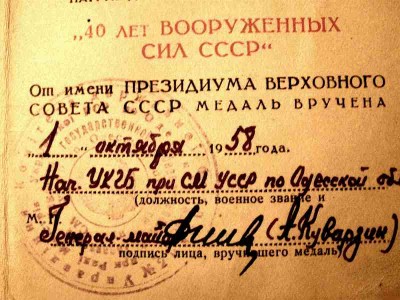 „40 ЛЕТ ВООРУЖЕННЫХ
СИЛ СССР“
От имени ПРЕЗИДИУМА ВЕРХОВНОГО
СОВЕТА СССР МЕДАЛЬ ВРУЧЕНА
„1“ октября 1958 года.
Нач. УКГБ при СМ УССР по Одесской обл
(должность, военное звание и
М. П.
Генерал-майор (А. Кувардин)
подпись лица, вручившего медаль)